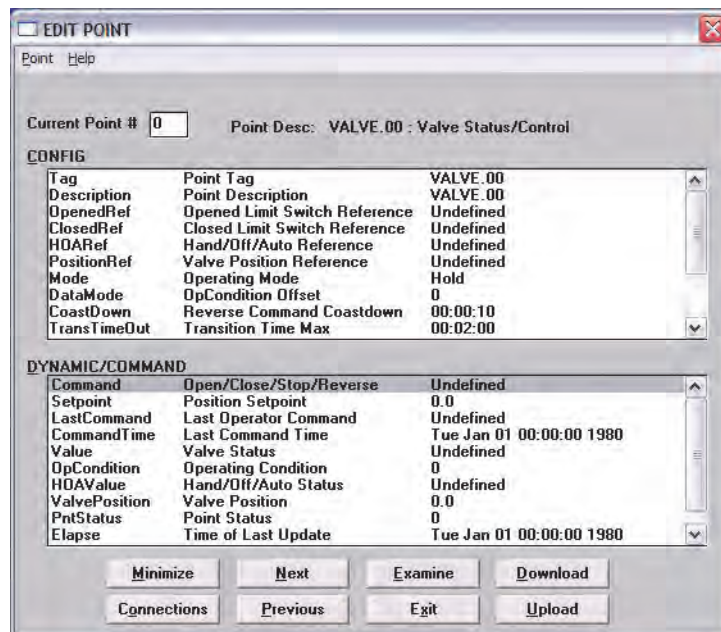 EDIT POINT
Point Help
Current Point # 0 Point Desc: VALVE.00 : Valve Status/Control
CONFIG
Tag Point Tag VALVE.00
Description Point Description VALVE.00
OpenedRef Opened Limit Switch Reference Undefined
ClosedRef Closed Limit Switch Reference Undefined
HOARef Hand/Off/Auto Reference Undefined
PositionRef Valve Position Reference Undefined
Mode Operating Mode Hold
DataMode OpCondition Offset 0
CoastDown Reverse Command Coastdown 00:00:10
TransTimeOut Transition Time Max 00:02:00
DYNAMIC/COMMAND
Command Open/Close/Stop/Reverse Undefined
Setpoint Position Setpoint 0.0
LastCommand Last Operator Command Undefined
CommandTime Last Command Time Tue Jan 01 00:00:00 1980
Value Valve Status Undefined
OpCondition Operating Condition 0
HOAValue Hand/Off/Auto Status Undefined
ValvePosition Valve Position 0.0
PntStatus Point Status 0
Elapse Time of Last Update Tue Jan 01 00:00:00 1980
Minimize Next Examine Download
Connections Previous Exit Upload